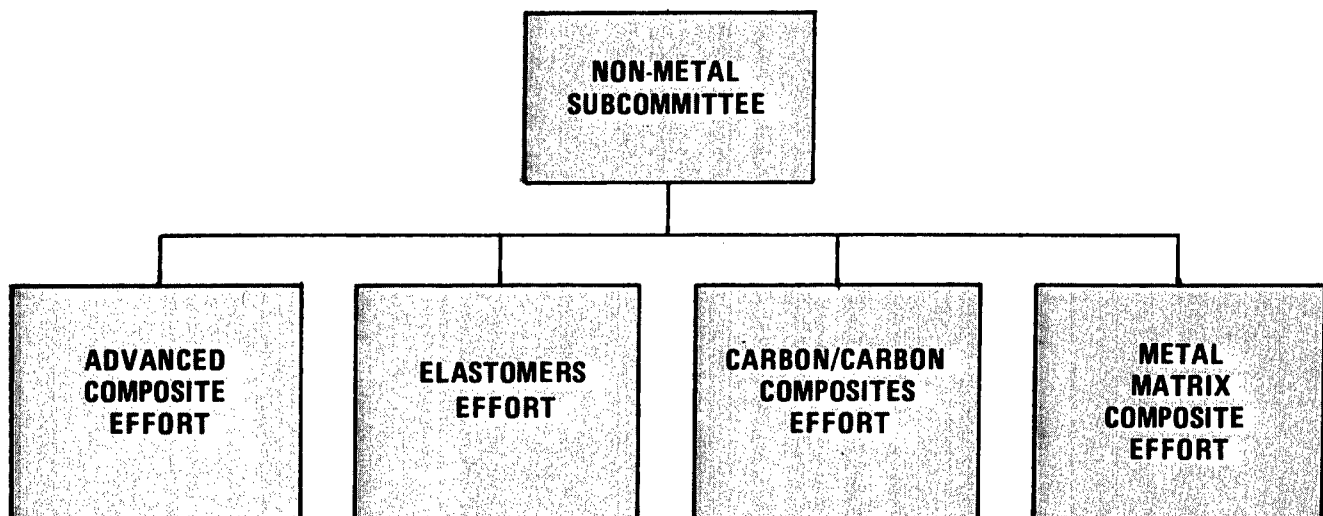 NON-METAL
SUBCOMMITTEE
ADVANCED
COMPOSITE
EFFORT
ELASTOMERS
EFFORT
CARBON/CARBON
COMPOSITES
EFFORT
METAL
MATRIX
COMPOSITE
EFFORT